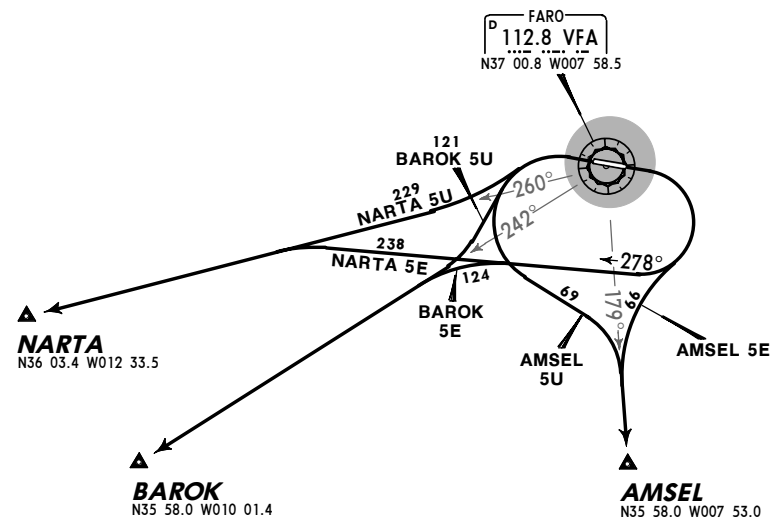 FARO
D
112.8 VFA
N37 00.8 W007 58.5
121
BAROK 5U
229
NARTA 5U
260°
242°
238
NARTA 5E
278°
124
BAROK
5E
69
179°
66
AMSEL
5U
AMSEL 5E
NARTA
N36 03.4 W012 33.5
BAROK
N35 58.0 W010 01.4
AMSEL
N35 58.0 W007 53.0